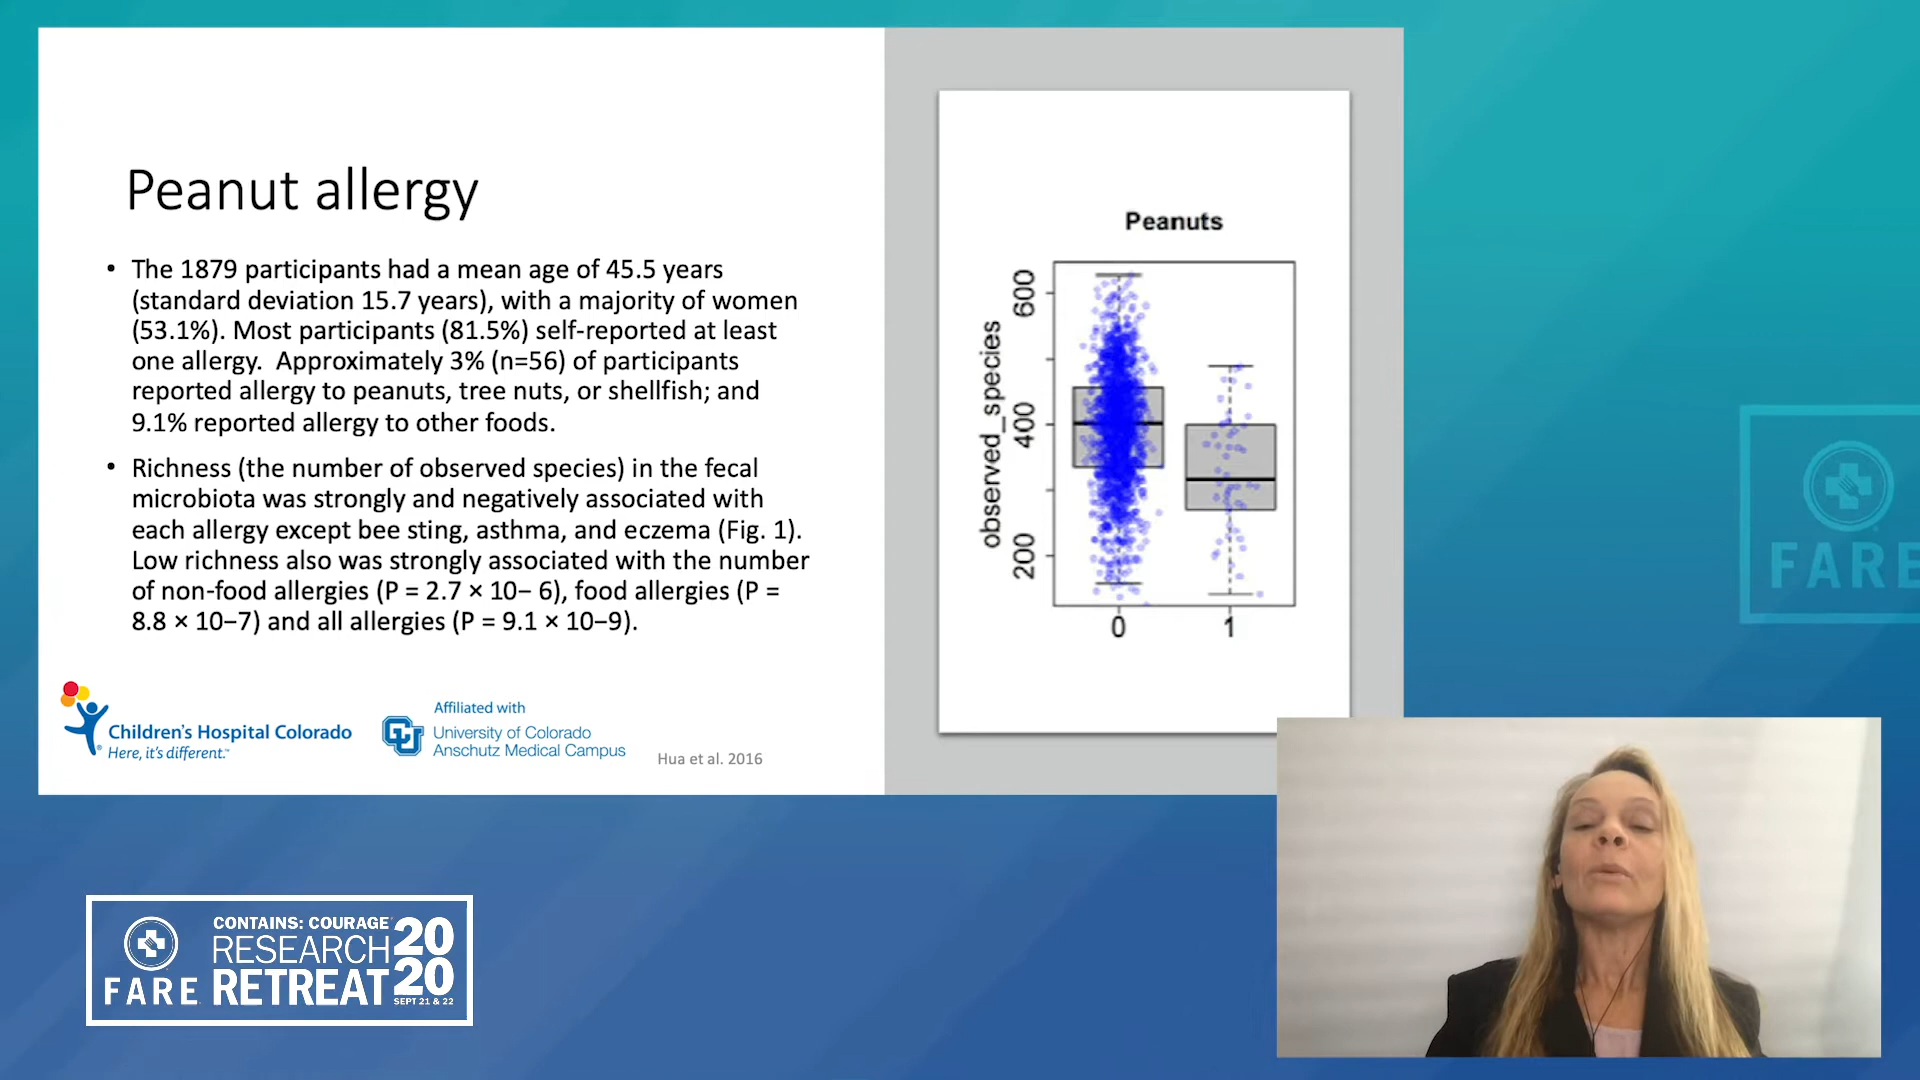 Peanut allergy
• The 1879 participants had a mean age of 45.5 years
(standard deviation 15.7 years), with a majority of women
(53.1%). Most participants (81.5%) self-reported at least
one allergy.  Approximately 3% (n=56) of participants
reported allergy to peanuts, tree nuts, or shellfish; and
9.1% reported allergy to other foods.
• Richness (the number of observed species) in the fecal
microbiota was strongly and negatively associated with
each allergy except bee sting, asthma, and eczema (Fig. 1).
Low richness also was strongly associated with the number
of non-food allergies (P = 2.7 × 10− 6), food allergies (P =
8.8 × 10−7) and all allergies (P = 9.1 × 10−9).
Children's Hospital Colorado
Here, it's different.™
Affiliated with
University of Colorado
Anschutz Medical Campus
Hua et al. 2016
Peanuts
observed_species
600
400
200
0 1
FARE
FARE
CONTAINS: COURAGE
RESEARCH
RETREAT
2020
SEPT 21 & 22